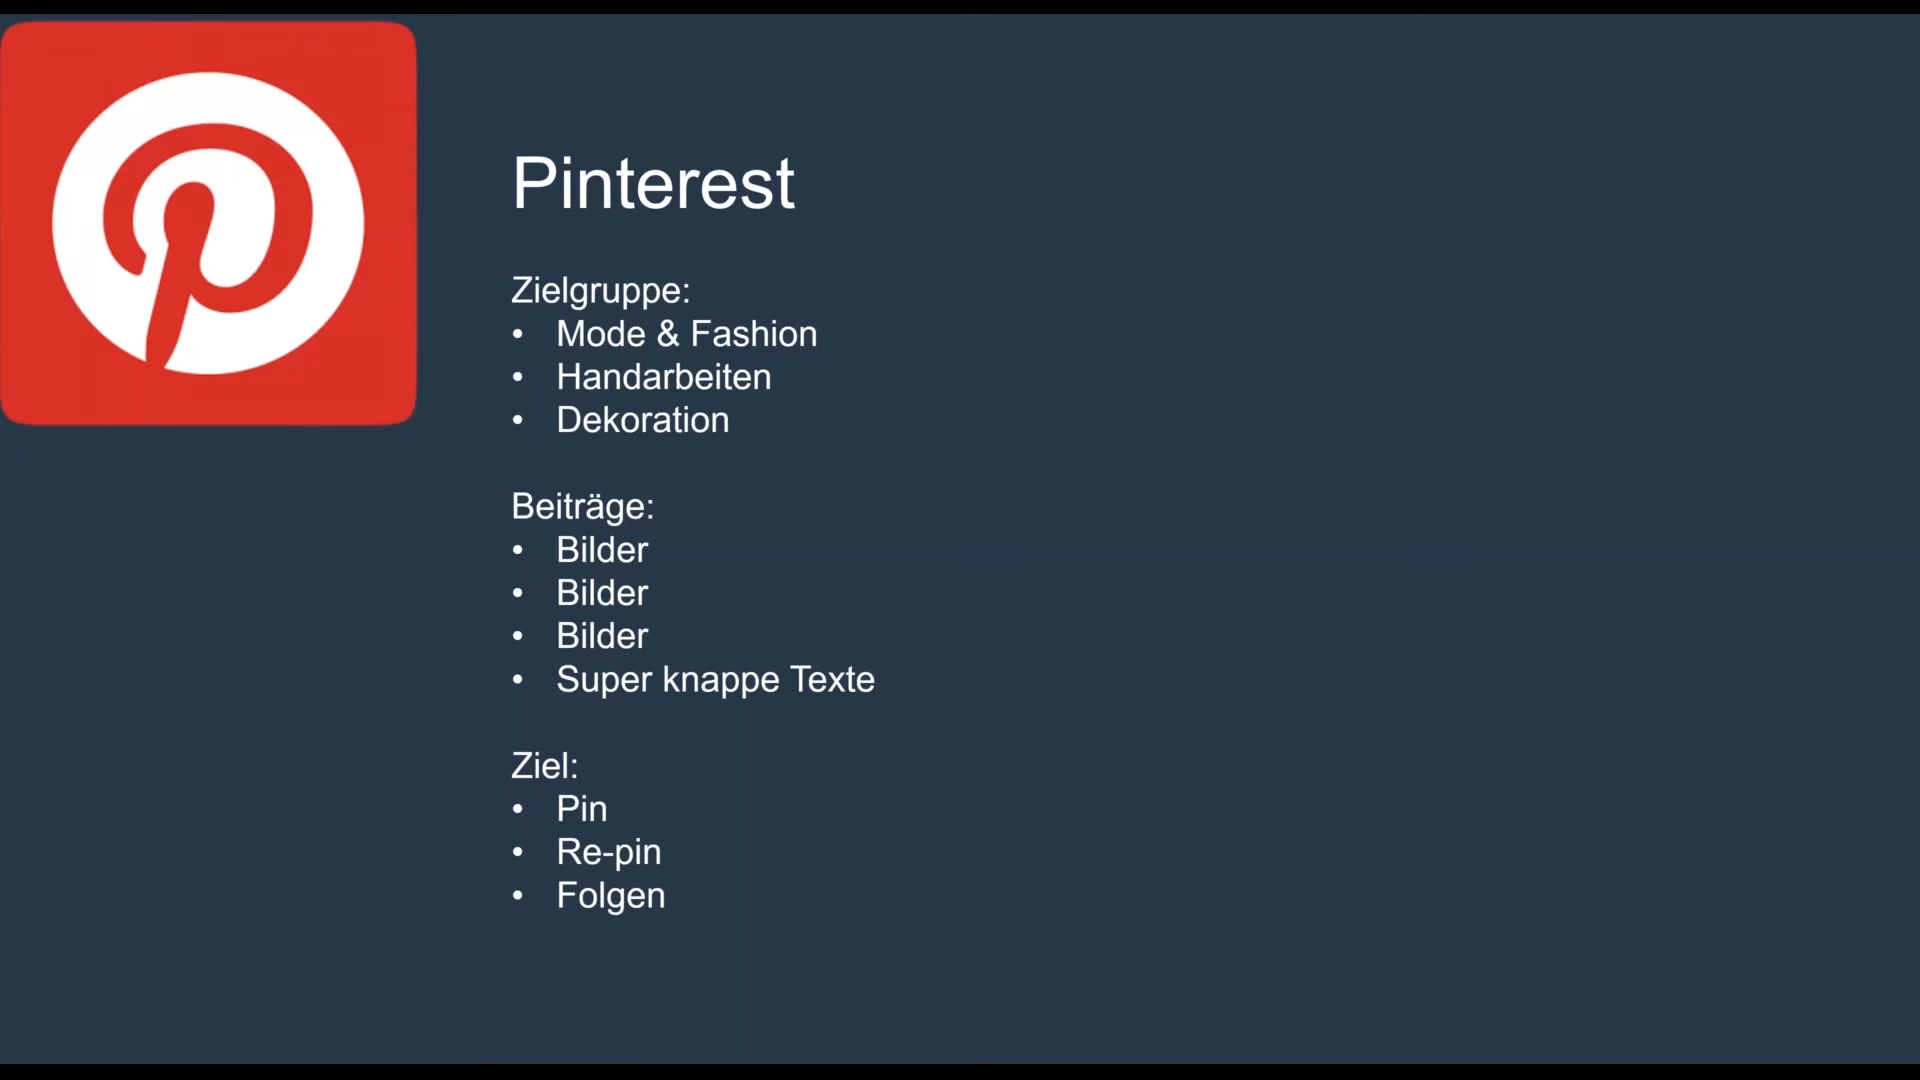 Pinterest
Zielgruppe:
• Mode & Fashion
• Handarbeiten
• Dekoration
Beiträge:
• Bilder
• Bilder
• Bilder
• Super knappe Texte
Ziel:
• Pin
• Re-pin
• Folgen